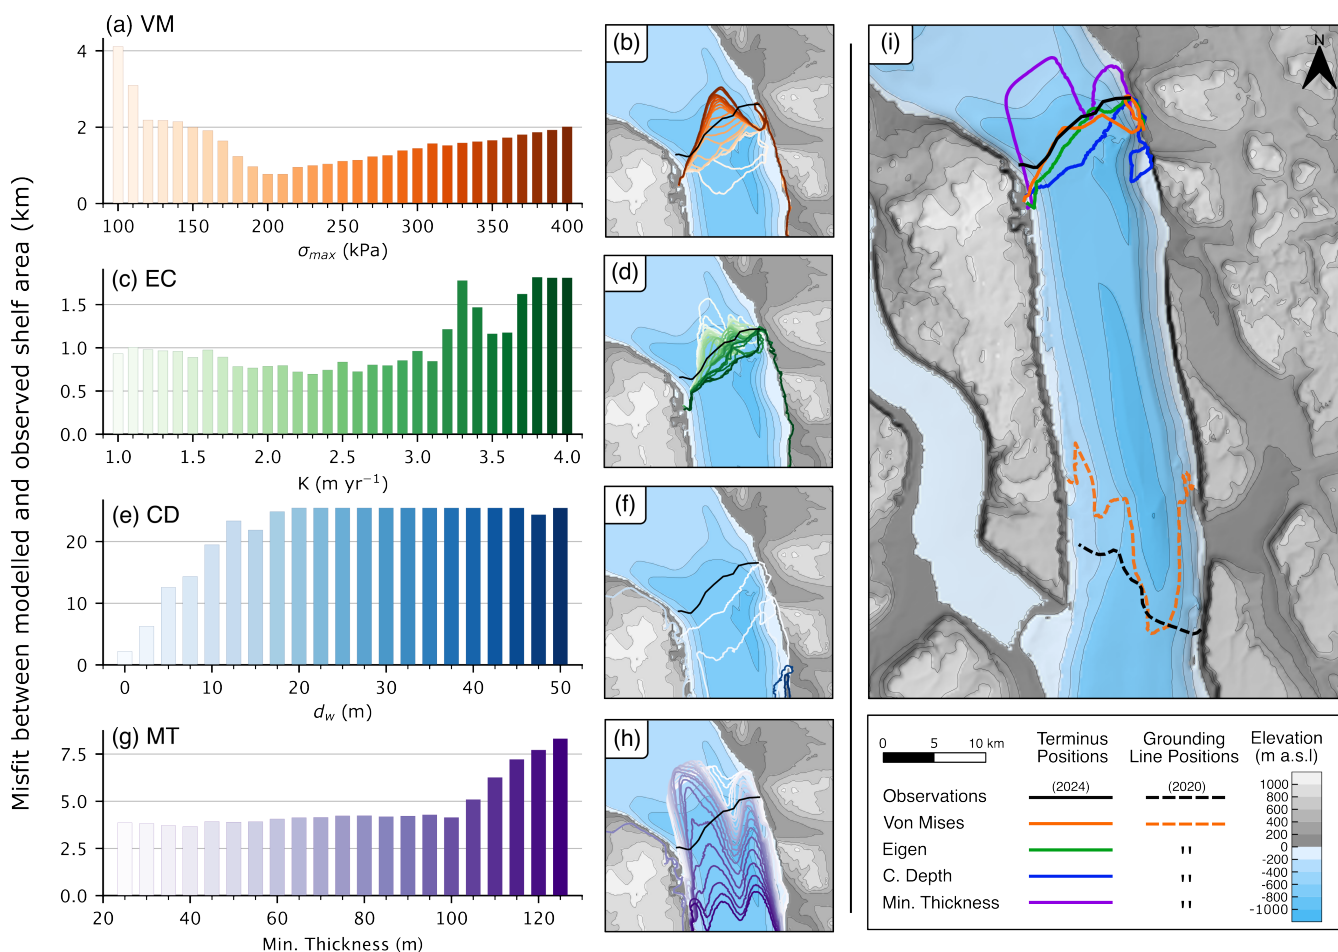 Misfit between modelled and observed shelf area (km)
(a) VM
4
2
0
100
150
200
250
300
350
400
σmax (kPa)
(b)
(c) EC
1.5
1.0
0.5
0.0
1.0
1.5
2.0
2.5
3.0
3.5
4.0
K (m yr⁻¹)
(d)
(e) CD
20
10
0
0
10
20
30
40
50
dw (m)
(f)
(g) MT
7.5
5.0
2.5
0.0
20
40
60
80
100
120
Min. Thickness (m)
(h)
(i)
N
0 5 10 km
Terminus Positions
Grounding Line Positions
Elevation (m a.s.l)
(2024)
(2020)
Observations
Von Mises
Eigen "
C. Depth "
Min. Thickness "
1000
800
600
400
200
0
-200
-400
-600
-800
-1000